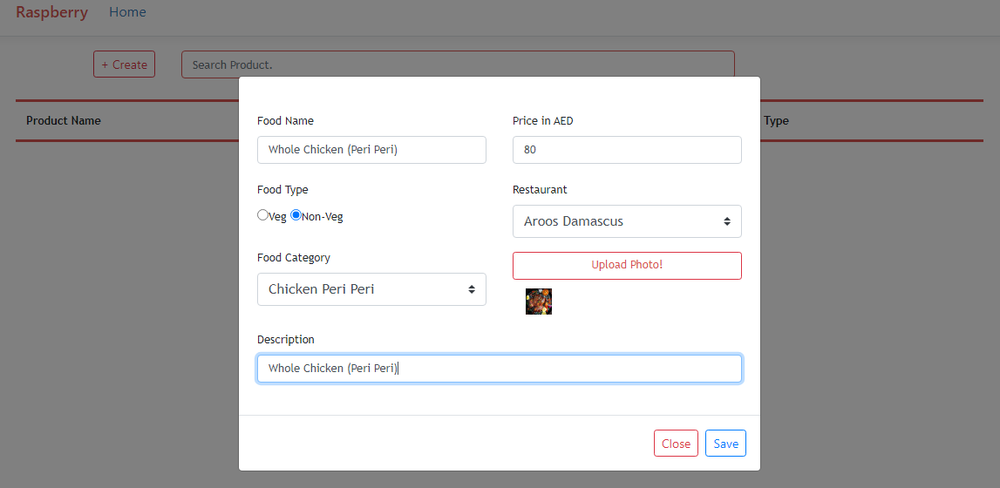 Raspberry Home
+ Create Search Product.
Product Name Type
Food Name Price in AED
Whole Chicken (Peri Peri) 80
Food Type Restaurant
Veg Non-Veg Aroos Damascus
Food Category Upload Photo!
Chicken Peri Peri
Description
Whole Chicken (Peri Peri)
Close Save